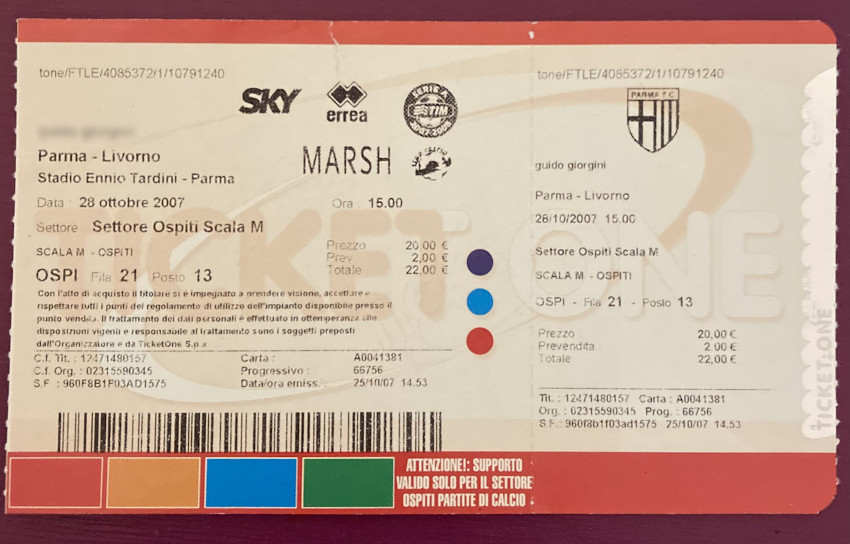 tone/FTLE/4085372/1/10791240
SKY
errea
SERIE A
TIM
2007-2008
MARSH
Parma - Livorno
Stadio Ennio Tardini - Parma
Data : 28 ottobre 2007 Ora : 15.00
Settore Settore Ospiti Scala M
SCALA M - OSPITI
OSPI Fila 21 Posto 13
Prezzo 20,00 €
Prev 2,00 €
Totale 22,00 €
Con l'atto di acquisto il titolare si è impegnato a prendere visione, accettare e
rispettare tutti i punti del regolamento di utilizzo dell'impianto disponibile presso il
punto vendita. Il trattamento dei dati personali è effettuato in ottemperanza alle
disposizioni vigenti e responsabile al trattamento sono i soggetti preposti
dall'Organizzatore e da TicketOne S.p.a
C.f. Tit. : 12471480157 Carta : A0041381
C.f. Org. : 02315590345 Progressivo : 66756
S.F. : 960F8B1F03AD1575 Data/ora emiss. : 25/10/07 14.53
ATTENZIONE!: SUPPORTO
VALIDO SOLO PER IL SETTORE
OSPITI PARTITE DI CALCIO
TICKETONE
tone/FTLE/4085372/1/10791240
PARMA F.C.
guido giorgini
Parma - Livorno
28/10/2007 15.00
Settore Ospiti Scala M
SCALA M - OSPITI
OSPI - Fila 21 - Posto 13
Prezzo : 20,00 €
Prevendita : 2,00 €
Totale 22,00 €
Tit. : 12471480157 Carta : A0041381
Org. : 02315590345 Prog. : 66756
S.F.: 960f8b1f03ad1575 25/10/07 14.53
TICKETONE